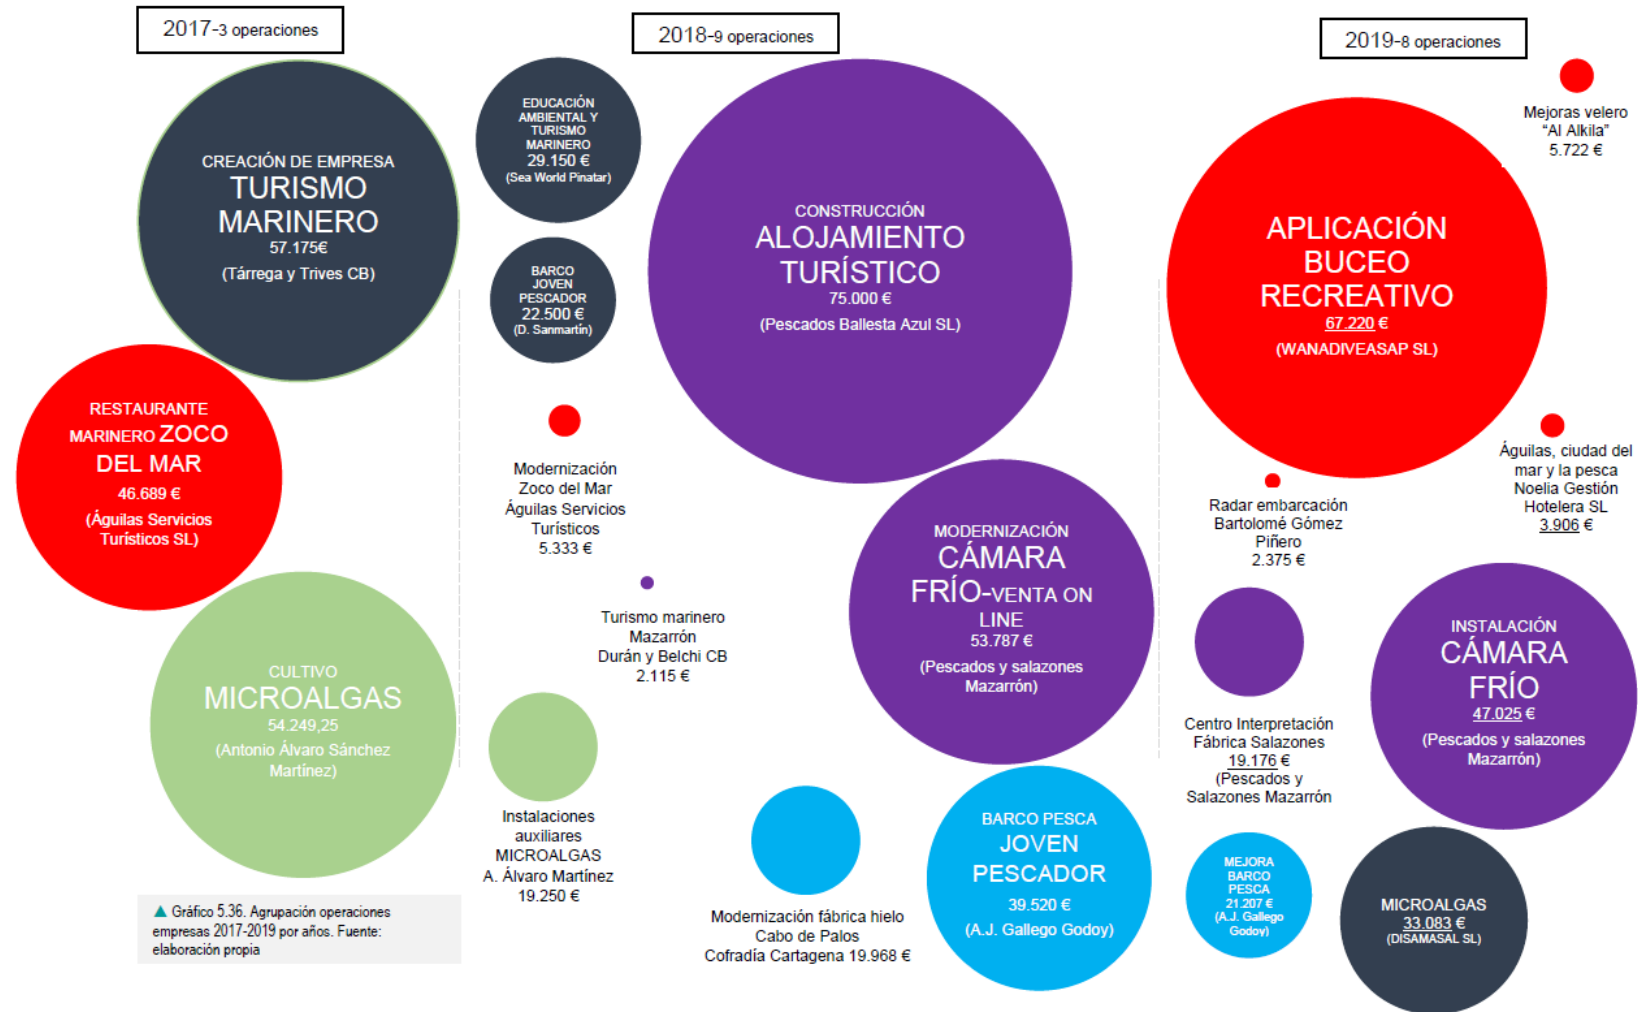 2017-3 operaciones
CREACIÓN DE EMPRESA
TURISMO
MARINERO
57.175€
(Tárrega y Trives CB)
RESTAURANTE
MARINERO ZOCO
DEL MAR
46.689 €
(Águilas Servicios
Turísticos SL)
CULTIVO
MICROALGAS
54.249,25
(Antonio Álvaro Sánchez
Martínez)
▲ Gráfico 5.36. Agrupación operaciones
empresas 2017-2019 por años. Fuente:
elaboración propia
2018-9 operaciones
EDUCACIÓN
AMBIENTAL Y
TURISMO
MARINERO
29.150 €
(Sea World Pinatar)
BARCO
JOVEN
PESCADOR
22.500 €
(D. Sanmartín)
Modernización
Zoco del Mar
Águilas Servicios
Turísticos
5.333 €
Turismo marinero
Mazarrón
Durán y Belchi CB
2.115 €
Instalaciones
auxiliares
MICROALGAS
A. Álvaro Martínez
19.250 €
CONSTRUCCIÓN
ALOJAMIENTO
TURÍSTICO
75.000 €
(Pescados Ballesta Azul SL)
MODERNIZACIÓN
CÁMARA
FRÍO-VENTA ON
LINE
53.787 €
(Pescados y salazones
Mazarrón)
Modernización fábrica hielo
Cabo de Palos
Cofradía Cartagena 19.968 €
BARCO PESCA
JOVEN
PESCADOR
39.520 €
(A.J. Gallego Godoy)
2019-8 operaciones
Mejoras velero
“Al Alkila”
5.722 €
APLICACIÓN
BUCEO
RECREATIVO
67.220 €
(WANADIVEASAP SL)
Águilas, ciudad del
mar y la pesca
Noelia Gestión
Hotelera SL
3.906 €
Radar embarcación
Bartolomé Gómez
Piñero
2.375 €
Centro Interpretación
Fábrica Salazones
19.176 €
(Pescados y
Salazones Mazarrón
INSTALACIÓN
CÁMARA
FRÍO
47.025 €
(Pescados y salazones
Mazarrón)
MEJORA
BARCO
PESCA
21.207 €
(A.J. Gallego
Godoy)
MICROALGAS
33.083 €
(DISAMASAL SL)